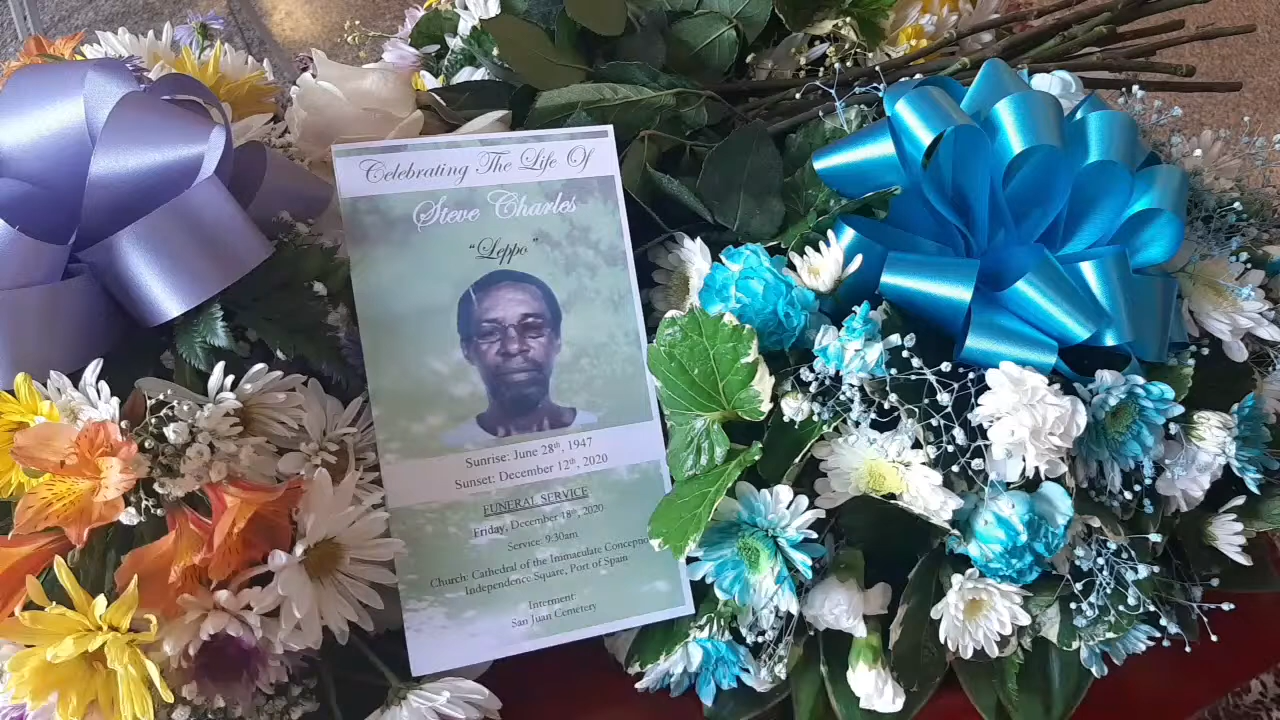 Celebrating The Life Of
Steve Charles
"Leppo"
Sunrise: June 28th, 1947
Sunset: December 12th, 2020
FUNERAL SERVICE
Friday, December 18th, 2020
Service: 9:30am
Church: Cathedral of the Immaculate Conception
Independence Square, Port of Spain
Interment:
San Juan Cemetery